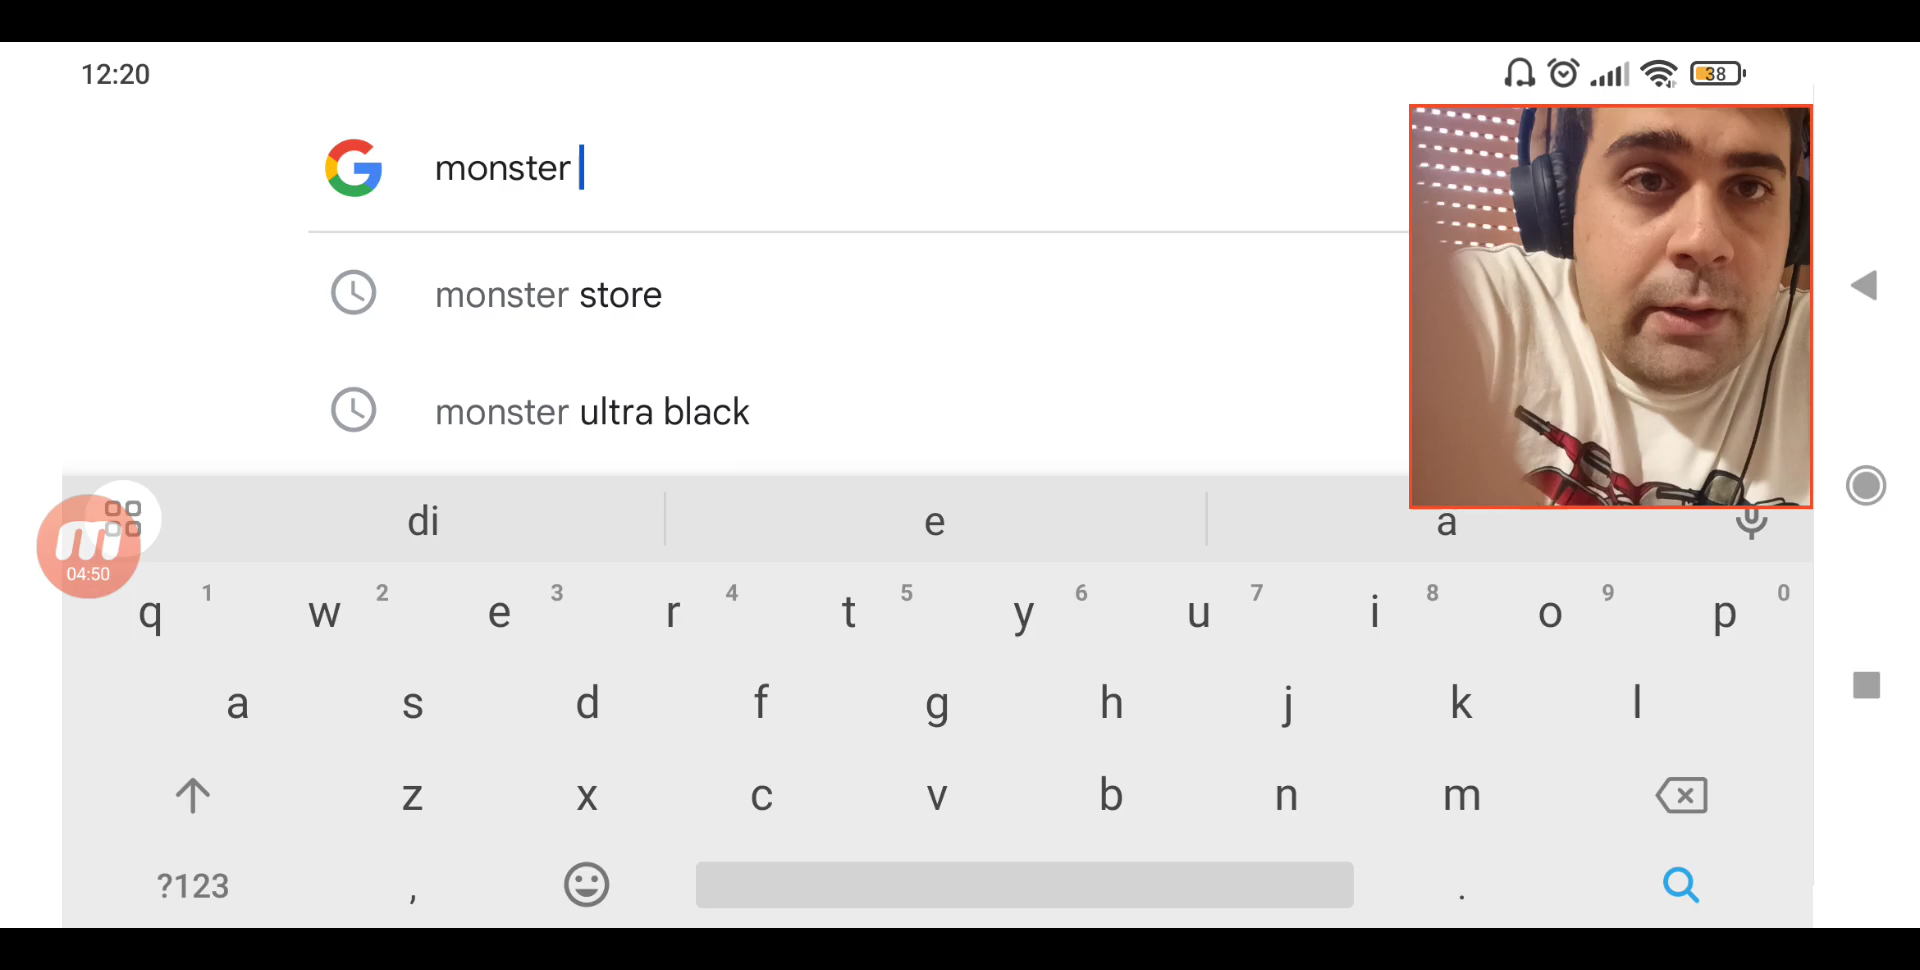 12:20
38
monster
monster store
monster ultra black
di e a
04:50
q 1 w 2 e 3 r 4 t 5 y 6 u 7 i 8 o 9 p 0
a s d f g h j k l
z x c v b n m
?123 , .